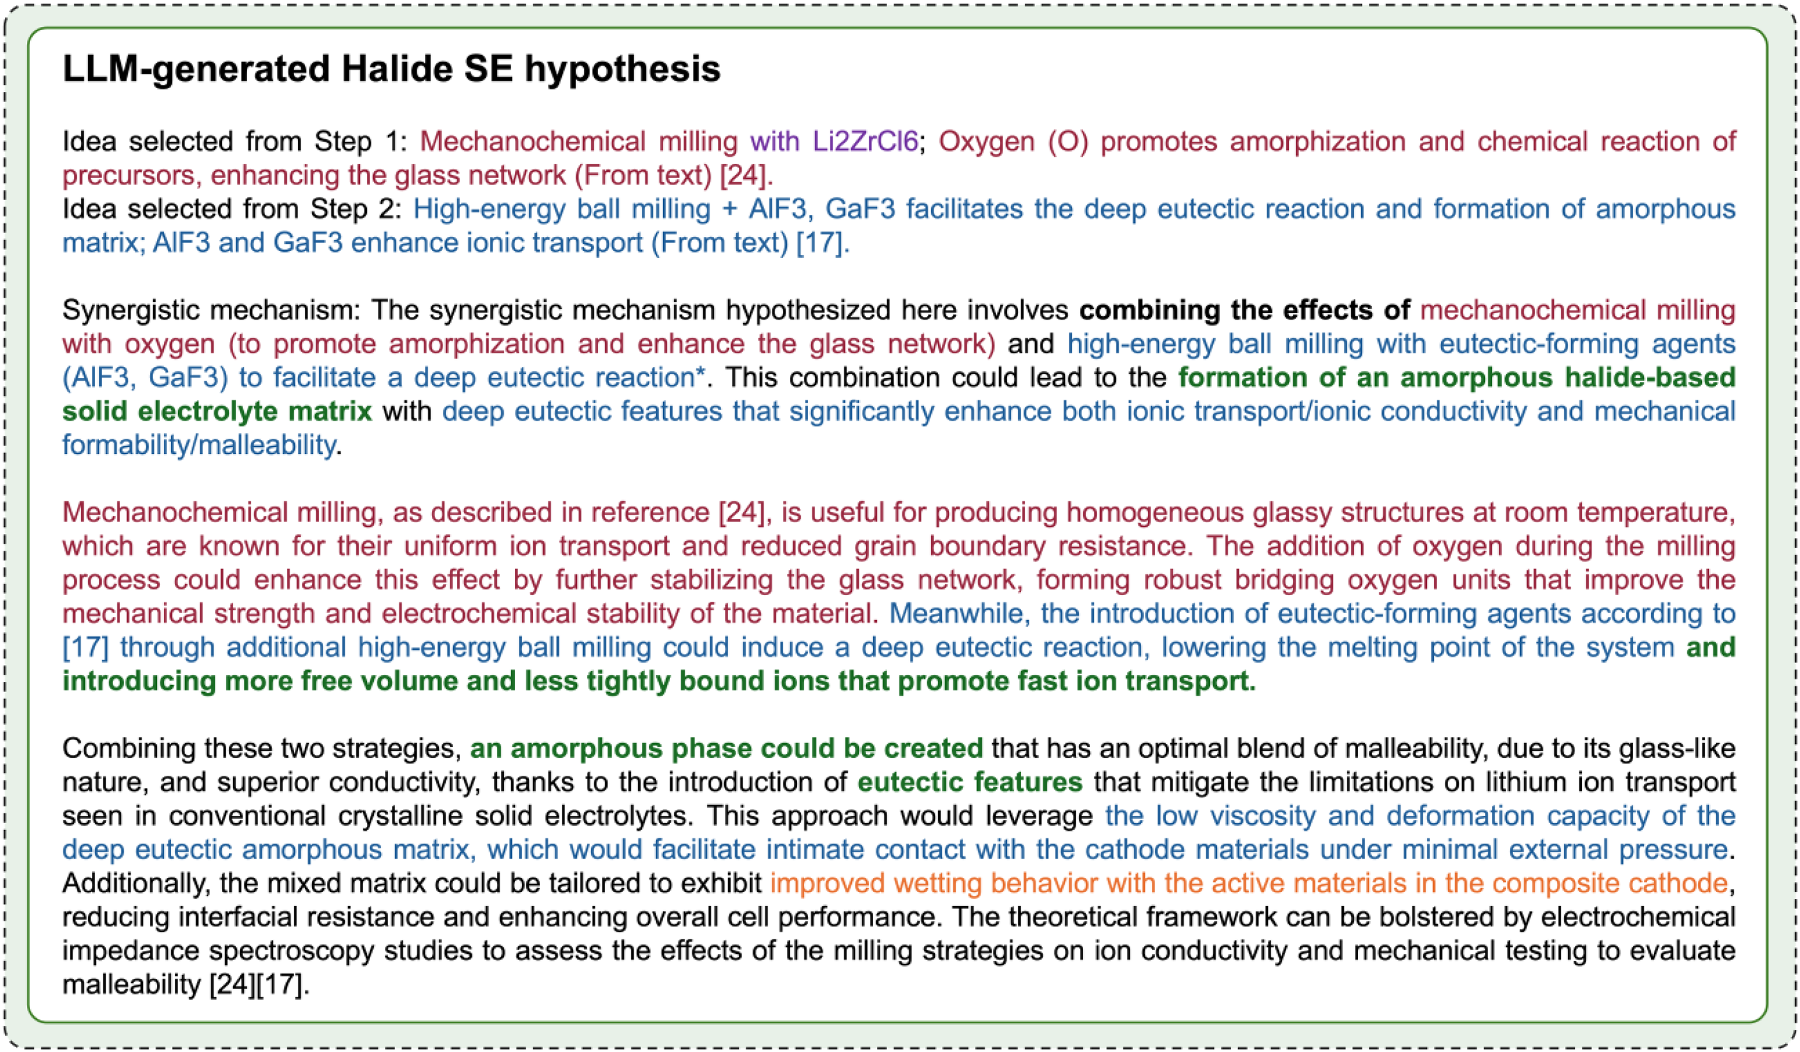 LLM-generated Halide SE hypothesis
Idea selected from Step 1: Mechanochemical milling with Li2ZrCl6; Oxygen (O) promotes amorphization and chemical reaction of
precursors, enhancing the glass network (From text) [24].
Idea selected from Step 2: High-energy ball milling + AlF3, GaF3 facilitates the deep eutectic reaction and formation of amorphous
matrix; AlF3 and GaF3 enhance ionic transport (From text) [17].
Synergistic mechanism: The synergistic mechanism hypothesized here involves combining the effects of mechanochemical milling
with oxygen (to promote amorphization and enhance the glass network) and high-energy ball milling with eutectic-forming agents
(AlF3, GaF3) to facilitate a deep eutectic reaction*. This combination could lead to the formation of an amorphous halide-based
solid electrolyte matrix with deep eutectic features that significantly enhance both ionic transport/ionic conductivity and mechanical
formability/malleability.
Mechanochemical milling, as described in reference [24], is useful for producing homogeneous glassy structures at room temperature,
which are known for their uniform ion transport and reduced grain boundary resistance. The addition of oxygen during the milling
process could enhance this effect by further stabilizing the glass network, forming robust bridging oxygen units that improve the
mechanical strength and electrochemical stability of the material. Meanwhile, the introduction of eutectic-forming agents according to
[17] through additional high-energy ball milling could induce a deep eutectic reaction, lowering the melting point of the system and
introducing more free volume and less tightly bound ions that promote fast ion transport.
Combining these two strategies, an amorphous phase could be created that has an optimal blend of malleability, due to its glass-like
nature, and superior conductivity, thanks to the introduction of eutectic features that mitigate the limitations on lithium ion transport
seen in conventional crystalline solid electrolytes. This approach would leverage the low viscosity and deformation capacity of the
deep eutectic amorphous matrix, which would facilitate intimate contact with the cathode materials under minimal external pressure.
Additionally, the mixed matrix could be tailored to exhibit improved wetting behavior with the active materials in the composite cathode,
reducing interfacial resistance and enhancing overall cell performance. The theoretical framework can be bolstered by electrochemical
impedance spectroscopy studies to assess the effects of the milling strategies on ion conductivity and mechanical testing to evaluate
malleability [24][17].